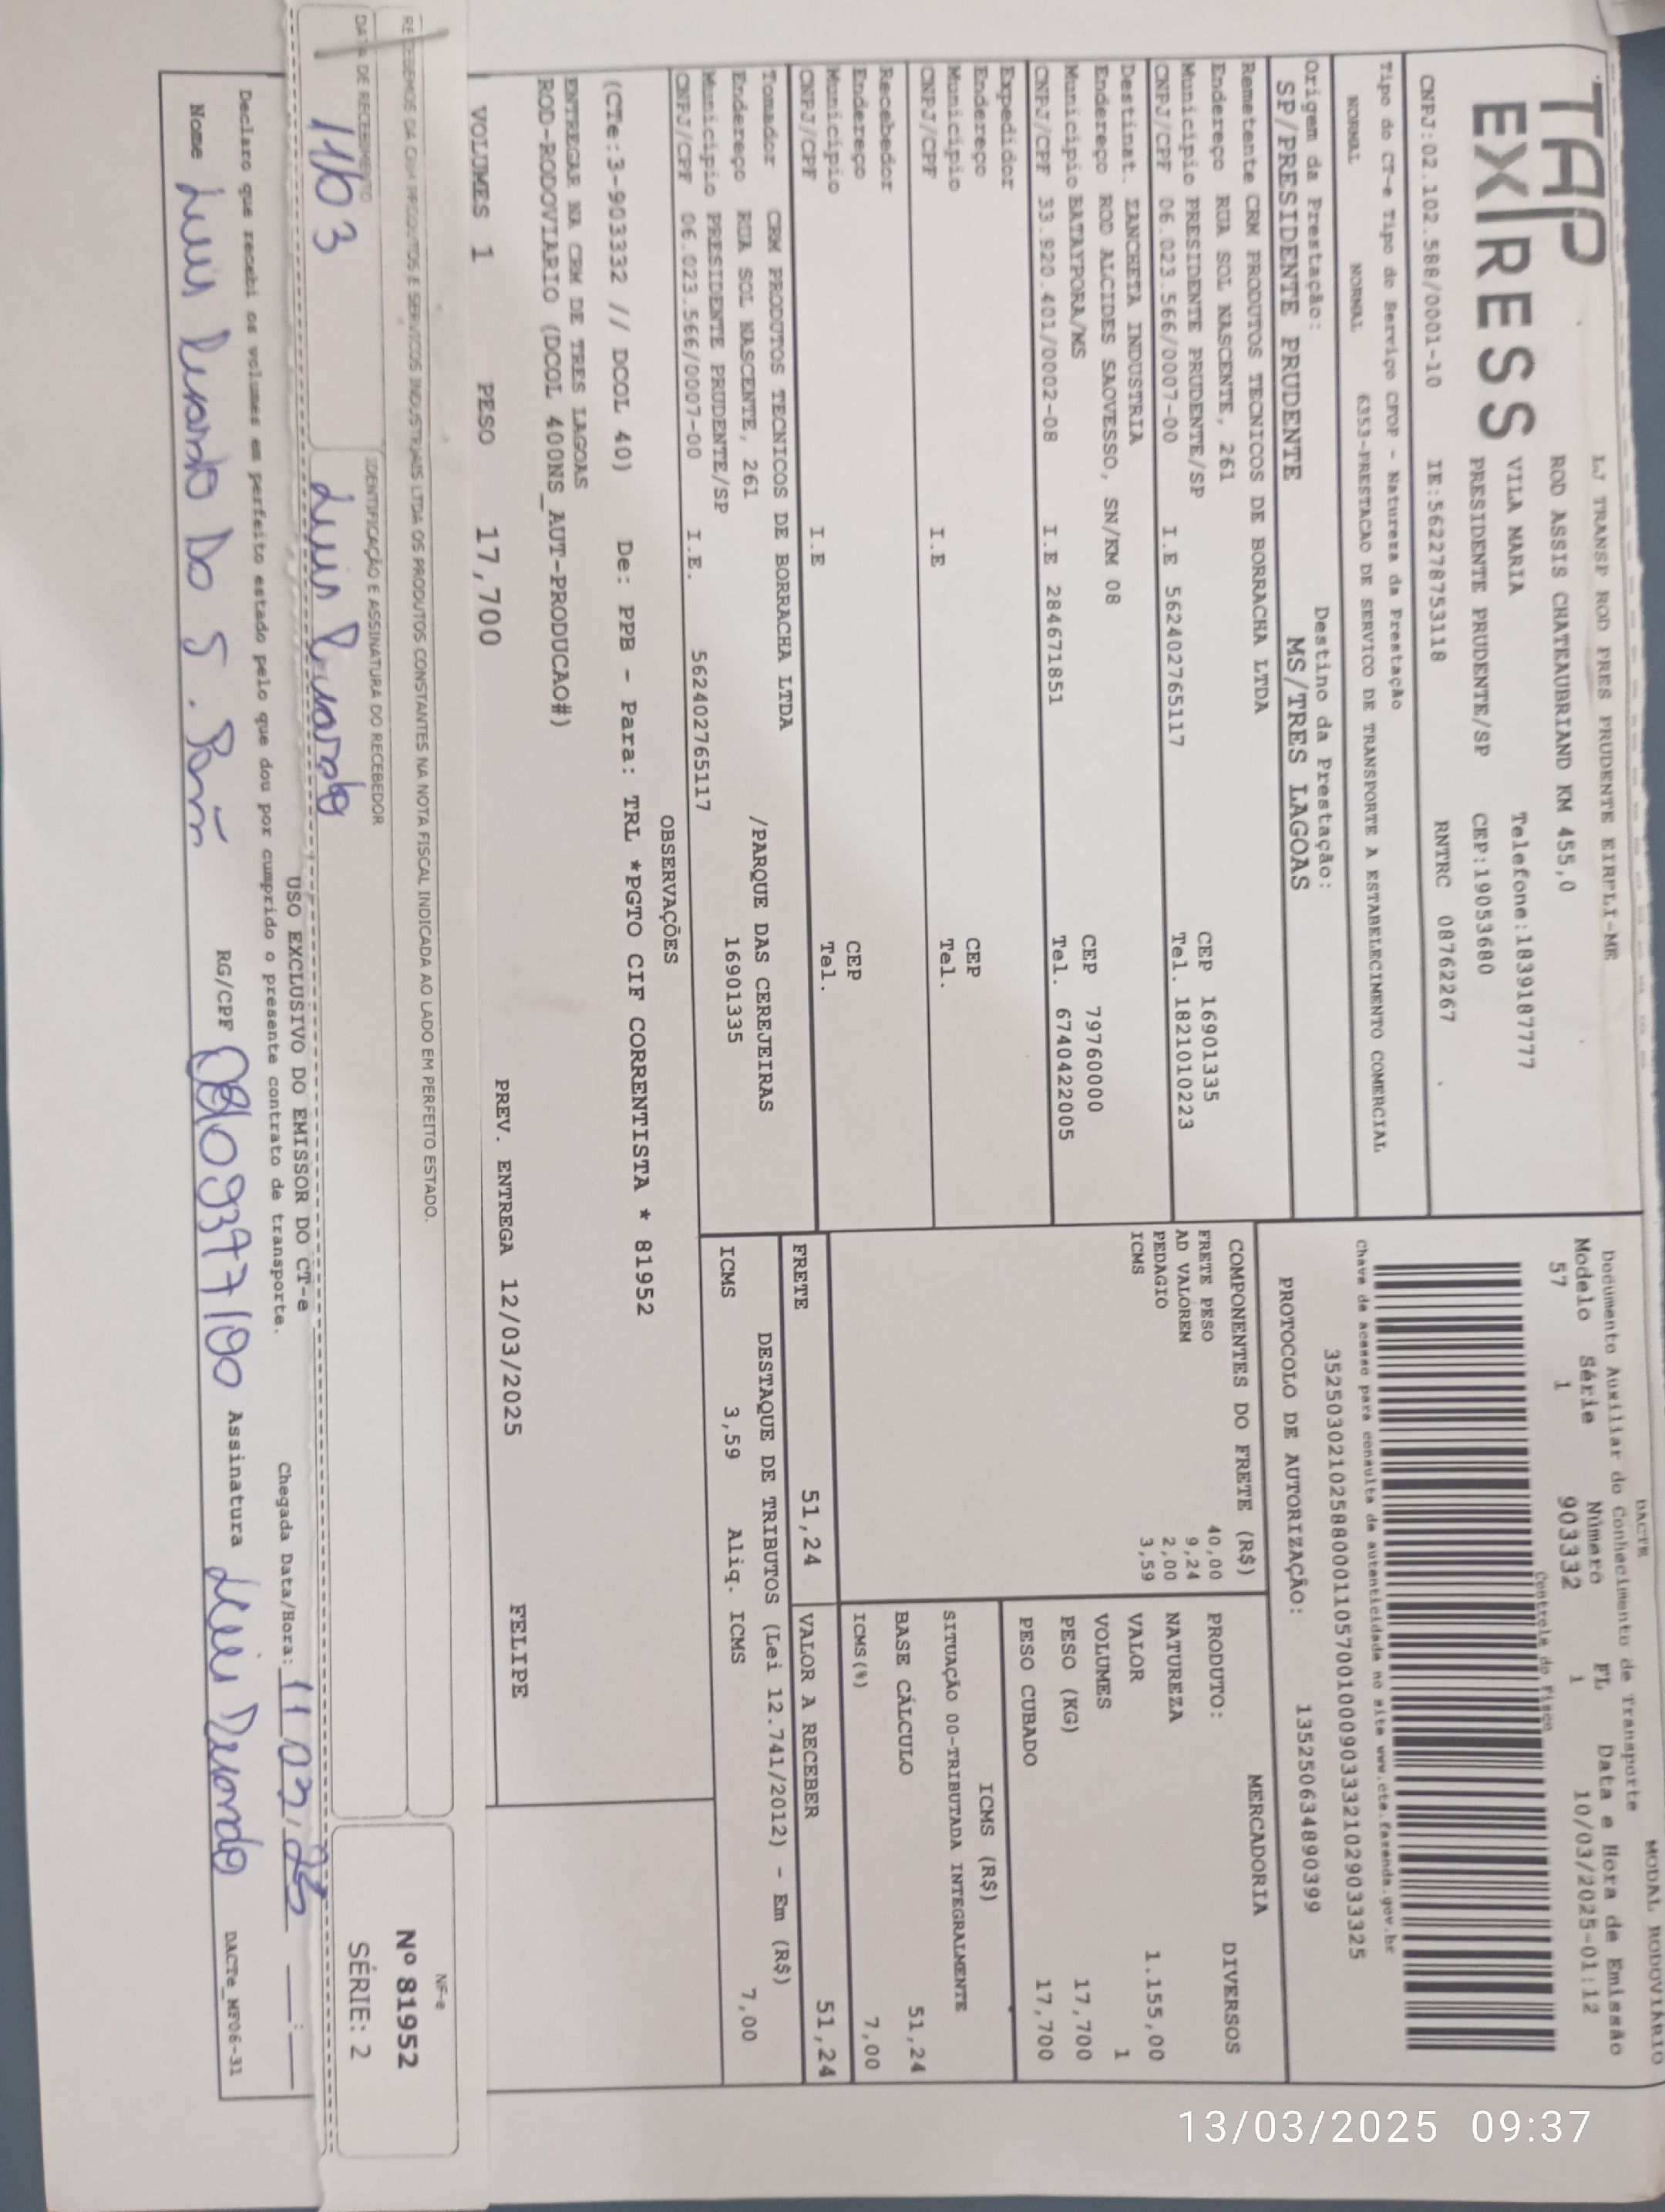 TAP
EXPRESS
LJ TRANSP ROD PRES PRUDENTE EIRELI-ME
ROD ASSIS CHATEAUBRIAND KM 455,0
VILA MARIA Telefone:1839187777
PRESIDENTE PRUDENTE/SP CEP:19053680
CNPJ:02.102.588/0001-10 IE:562278753118 RNTRC 08762267
Tipo do CT-e Tipo do Serviço CFOP - Natureza da Prestação
NORMAL NORMAL 6353-PRESTACAO DE SERVICO DE TRANSPORTE A ESTABELECIMENTO COMERCIAL
Origem da Prestação: Destino da Prestação:
SP/PRESIDENTE PRUDENTE MS/TRES LAGOAS
DACTE MODAL RODOVIÁRIO
Documento Auxiliar do Conhecimento de Transporte
Modelo Série Número FL Data e Hora de Emissão
57 1 903332 1 10/03/2025-01:12
Controle do Fisco
Chave de acesso para consulta de autenticidade no site www.cte.fazenda.gov.br
35250302102588000110570010009033321029033325
PROTOCOLO DE AUTORIZAÇÃO: 135250634890399
Remetente CRM PRODUTOS TECNICOS DE BORRACHA LTDA
Endereço RUA SOL NASCENTE, 261 CEP 16901335
Município PRESIDENTE PRUDENTE/SP Tel. 1821010223
CNPJ/CPF 06.023.566/0007-00 I.E 562402765117
Destinat. ZANCHETA INDUSTRIA
Endereço ROD ALCIDES SAOVESSO, SN/KM 08 CEP 79760000
Município BATAYPORA/MS Tel. 6740422005
CNPJ/CPF 33.920.401/0002-08 I.E 284671851
Expedidor
Endereço CEP
Município Tel.
CNPJ/CPF I.E
Recebedor
Endereço CEP
Município Tel.
CNPJ/CPF I.E
Tomador CRM PRODUTOS TECNICOS DE BORRACHA LTDA
Endereço RUA SOL NASCENTE, 261 /PARQUE DAS CEREJEIRAS
Município PRESIDENTE PRUDENTE/SP 16901335
CNPJ/CPF 06.023.566/0007-00 I.E. 562402765117
COMPONENTES DO FRETE (R$)
FRETE PESO 40,00
AD VALOREM 9,24
PEDAGIO 2,00
ICMS 3,59
MERCADORIA
PRODUTO: DIVERSOS
NATUREZA
VALOR 1.155,00
VOLUMES 1
PESO (KG) 17,700
PESO CUBADO 17,700
ICMS (R$)
SITUAÇÃO 00-TRIBUTADA INTEGRALMENTE
BASE CÁLCULO 51,24
ICMS(%) 7,00
FRETE 51,24 VALOR A RECEBER 51,24
DESTAQUE DE TRIBUTOS (Lei 12.741/2012) - Em (R$)
ICMS 3,59 Aliq. ICMS 7,00
OBSERVAÇÕES
(CTe:3-903332 // DCOL 40) De: PPB - Para: TRL *PGTO CIF CORRENTISTA * 81952
ENTREGAR NA CRM DE TRES LAGOAS
ROD-RODOVIARIO (DCOL 400NS_AUT-PRODUCAO#)
VOLUMES 1 PESO 17,700 PREV. ENTREGA 12/03/2025 FELIPE
RECEBEMOS DA CRM PRODUTOS E SERVICOS INDUSTRIAIS LTDA OS PRODUTOS CONSTANTES NA NOTA FISCAL INDICADA AO LADO EM PERFEITO ESTADO.
DATA DE RECEBIMENTO IDENTIFICAÇÃO E ASSINATURA DO RECEBEDOR
NF-e
Nº 81952
SÉRIE: 2
USO EXCLUSIVO DO EMISSOR DO CT-e
Declaro que recebi os volumes em perfeito estado pelo que dou por cumprido o presente contrato de transporte. Chegada Data/Hora: 11 03 25
Nome Luis RG/CPF Assinatura Luis
DACTe_MF06-31
13/03/2025 09:37